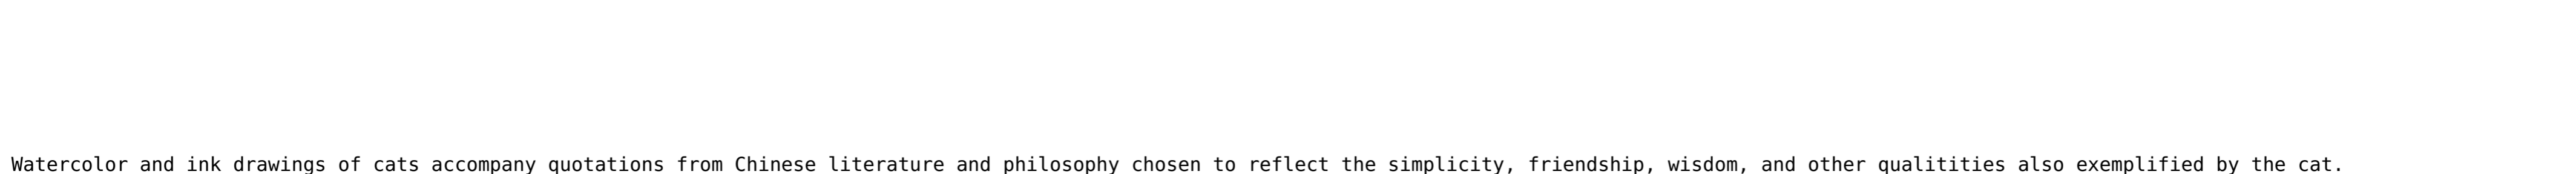 Watercolor and ink drawings of cats accompany quotations from Chinese literature and philosophy chosen to reflect the simplicity, friendship, wisdom, and other qualitities also exemplified by the cat.